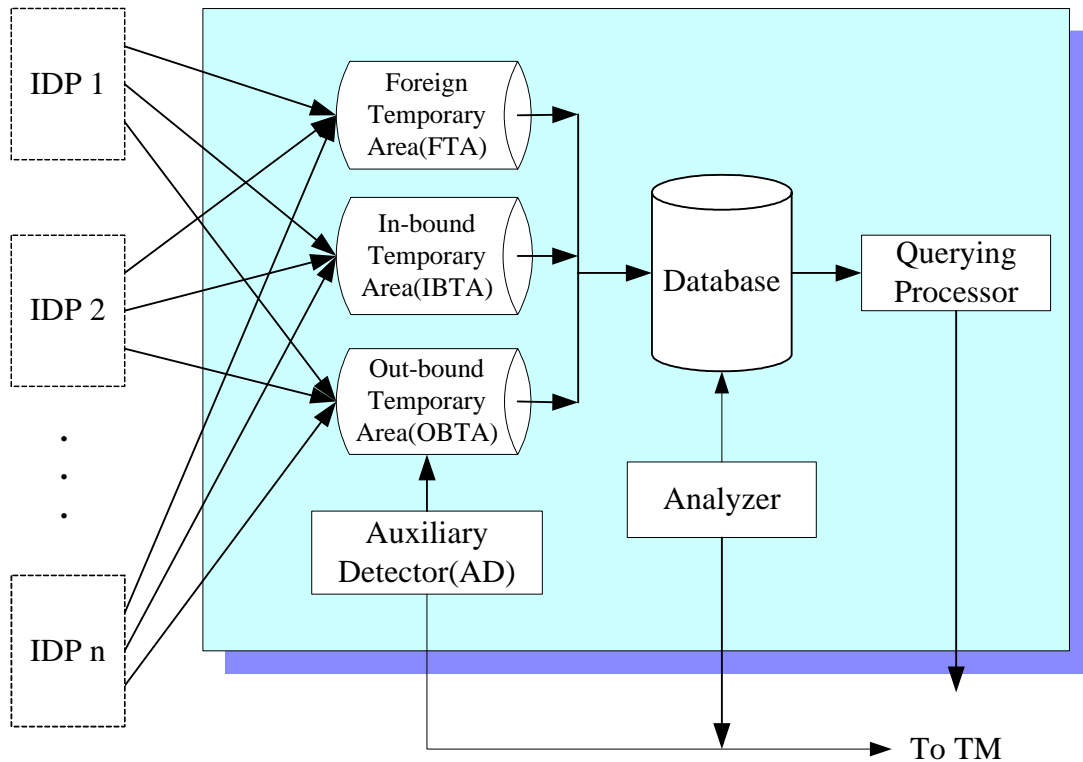 IDP 1
IDP 2
.
.
.
IDP n
Foreign
Temporary
Area(FTA)
In-bound
Temporary
Area(IBTA)
Out-bound
Temporary
Area(OBTA)
Auxiliary
Detector(AD)
Database
Analyzer
Querying
Processor
To TM